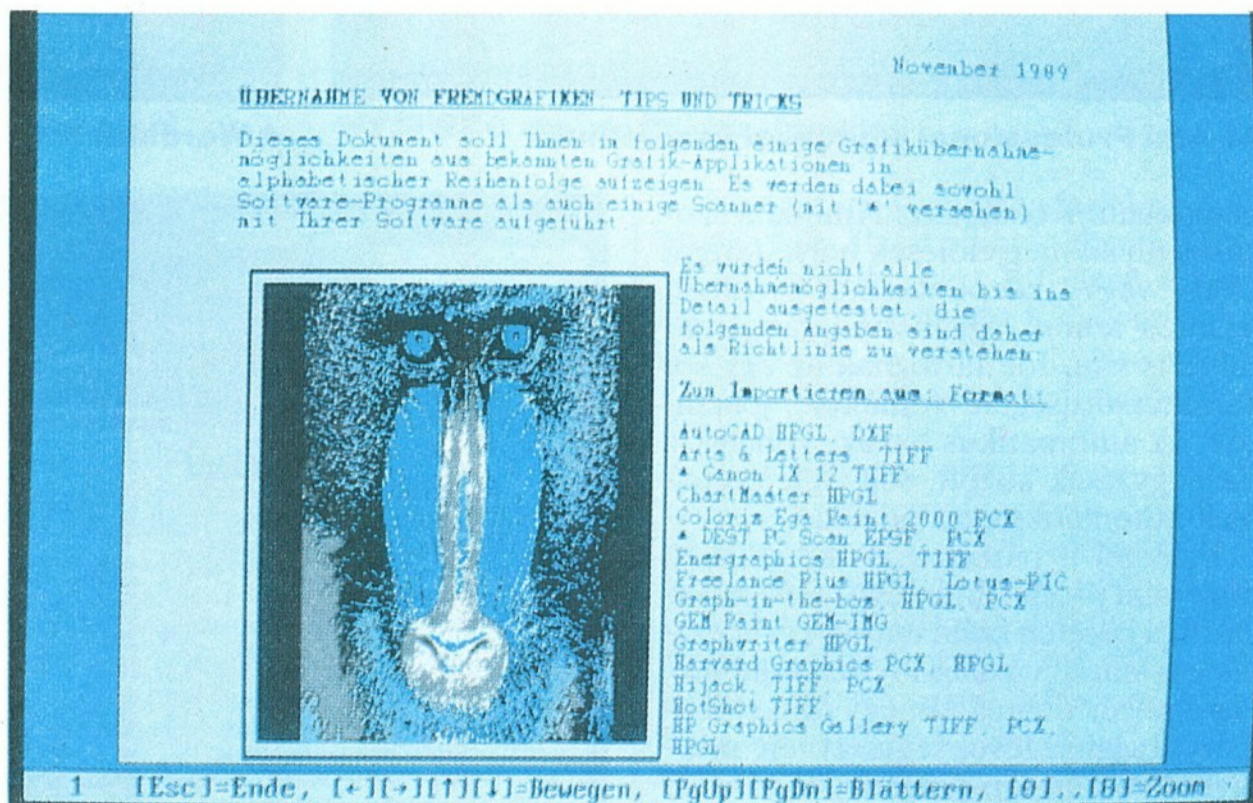 November 1989
ÜBERNAHME VON FREMDGRAFIKEN: TIPS UND TRICKS
Dieses Dokument soll Ihnen in folgenden einige Grafikübernahme-
möglichkeiten aus bekannten Grafik-Applikationen in
alphabetischer Reihenfolge aufzeigen. Es werden dabei sowohl
Software-Programme als auch einige Scanner (mit '*' versehen)
mit Ihrer Software aufgeführt
Es wurden nicht alle
Übernahmemöglichkeiten bis ins
Detail ausgetestet, die
folgenden Angaben sind daher
als Richtlinie zu verstehen:
Zum Importieren aus: Format:
AutoCAD HPGL, DXF
Arts & Letters TIFF
* Canon IX 12 TIFF
ChartMaster HPGL
Coloris Ega Paint 2000 PCX
* DEST PC Scan EPSF, PCX
Energraphics HPGL, TIFF
Freelance Plus HPGL, Lotus-PIC
Graph-in-the-box, HPGL, PCX
GEM Paint GEM-IMG
Graphwriter HPGL
Harvard Graphics PCX, HPGL
Hijack, TIFF, PCX
HotShot TIFF,
HP Graphics Gallery TIFF, PCX,
HPGL
1 [Esc]=Ende, [←][→][↑][↓]=Bewegen, [PgUp][PgDn]=Blättern, [0]..[8]=Zoom